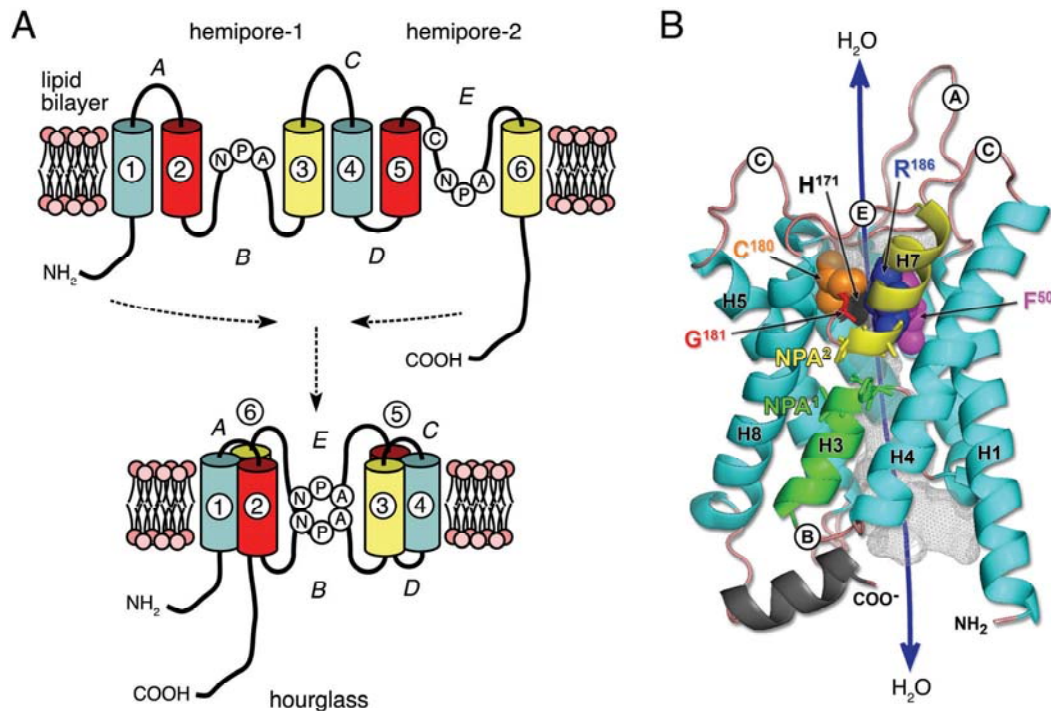 A
hemipore-1
hemipore-2
A
C
E
lipid
bilayer
1
2
N P A
3
4
5
C
N P A
6
B
D
NH2
COOH
6
5
A
E
C
1
2
N P A
N P A
3
4
B
D
NH2
COOH
hourglass
B
H2O
A
C
C
R186
H171
E
C180
H7
H5
F50
G181
NPA2
NPA1
H8
H3
H4
H1
B
COO-
NH2
H2O